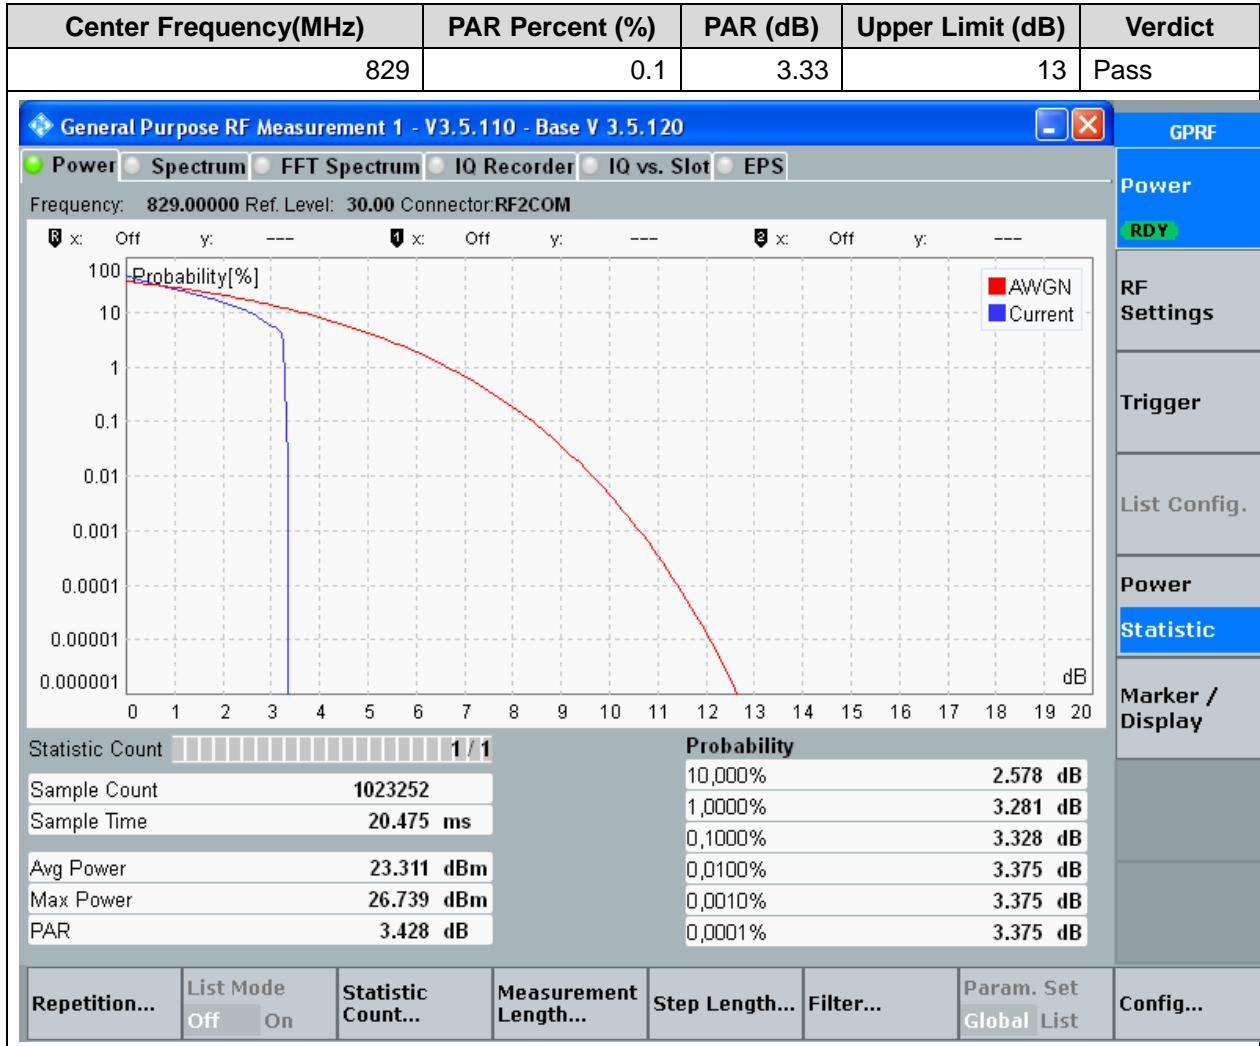 Center Frequency(MHz) PAR Percent (%) PAR (dB) Upper Limit (dB) Verdict
829 0.1 3.33 13 Pass
General Purpose RF Measurement 1 - V3.5.110 - Base V 3.5.120
GPRF
Power Spectrum FFT Spectrum IQ Recorder IQ vs. Slot EPS
Frequency: 829.00000 Ref. Level: 30.00 Connector:RF2COM
R x: Off y: --- 1 x: Off y: --- 2 x: Off y: ---
Probability[%]
AWGN
Current
100
10
1
0.1
0.01
0.001
0.0001
0.00001
0.000001
dB
0 1 2 3 4 5 6 7 8 9 10 11 12 13 14 15 16 17 18 19 20
Statistic Count 1 / 1
Sample Count 1023252
Sample Time 20.475 ms
Avg Power 23.311 dBm
Max Power 26.739 dBm
PAR 3.428 dB
Probability
10,000% 2.578 dB
1,0000% 3.281 dB
0,1000% 3.328 dB
0,0100% 3.375 dB
0,0010% 3.375 dB
0,0001% 3.375 dB
Power
RDY
RF
Settings
Trigger
List Config.
Power
Statistic
Marker /
Display
Repetition...
List Mode
Off On
Statistic
Count...
Measurement
Length...
Step Length...
Filter...
Param. Set
Global List
Config...